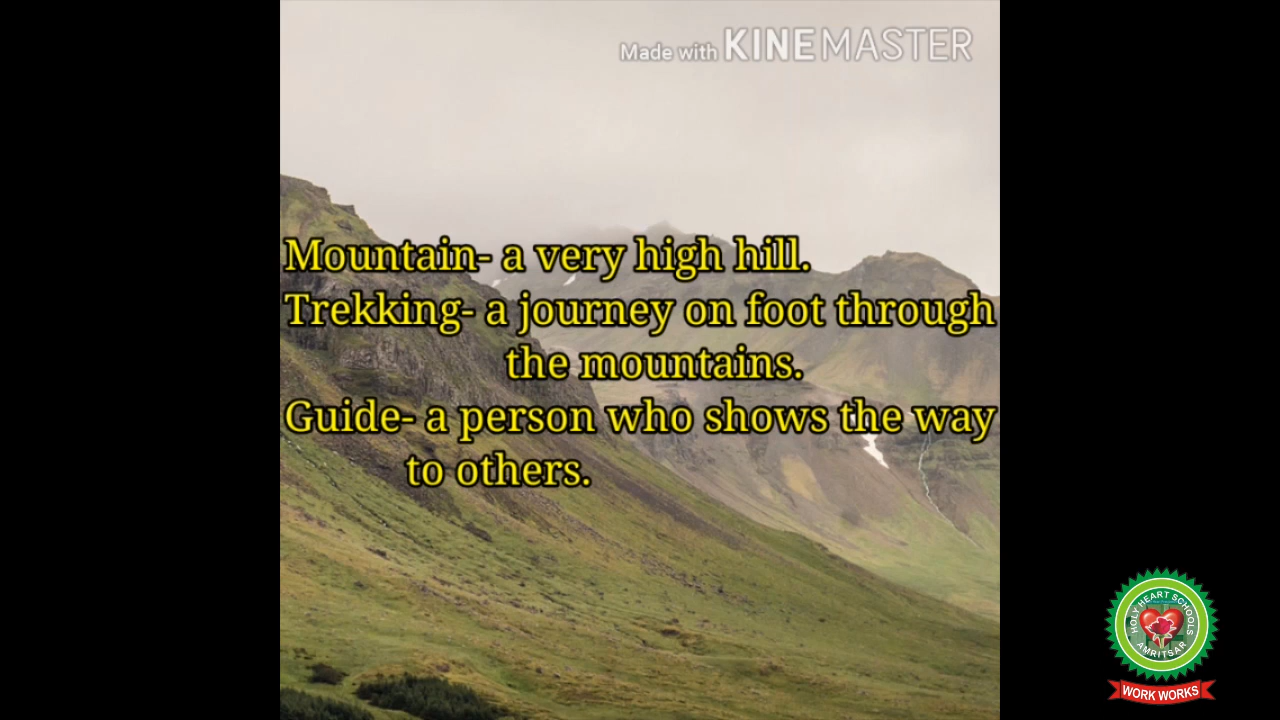 Made with KINEMASTER
Mountain- a very high hill.
Trekking- a journey on foot through
the mountains.
Guide- a person who shows the way
to others.
HOLY HEART SCHOOLS
AMRITSAR
WORK WORKS